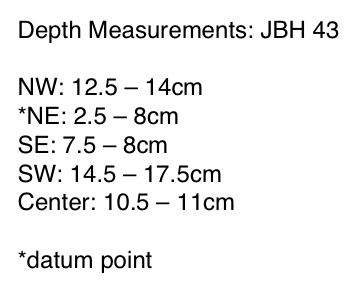 Depth Measurements: JBH 43
NW: 12.5 – 14cm
*NE: 2.5 – 8cm
SE: 7.5 – 8cm
SW: 14.5 – 17.5cm
Center: 10.5 – 11cm
*datum point